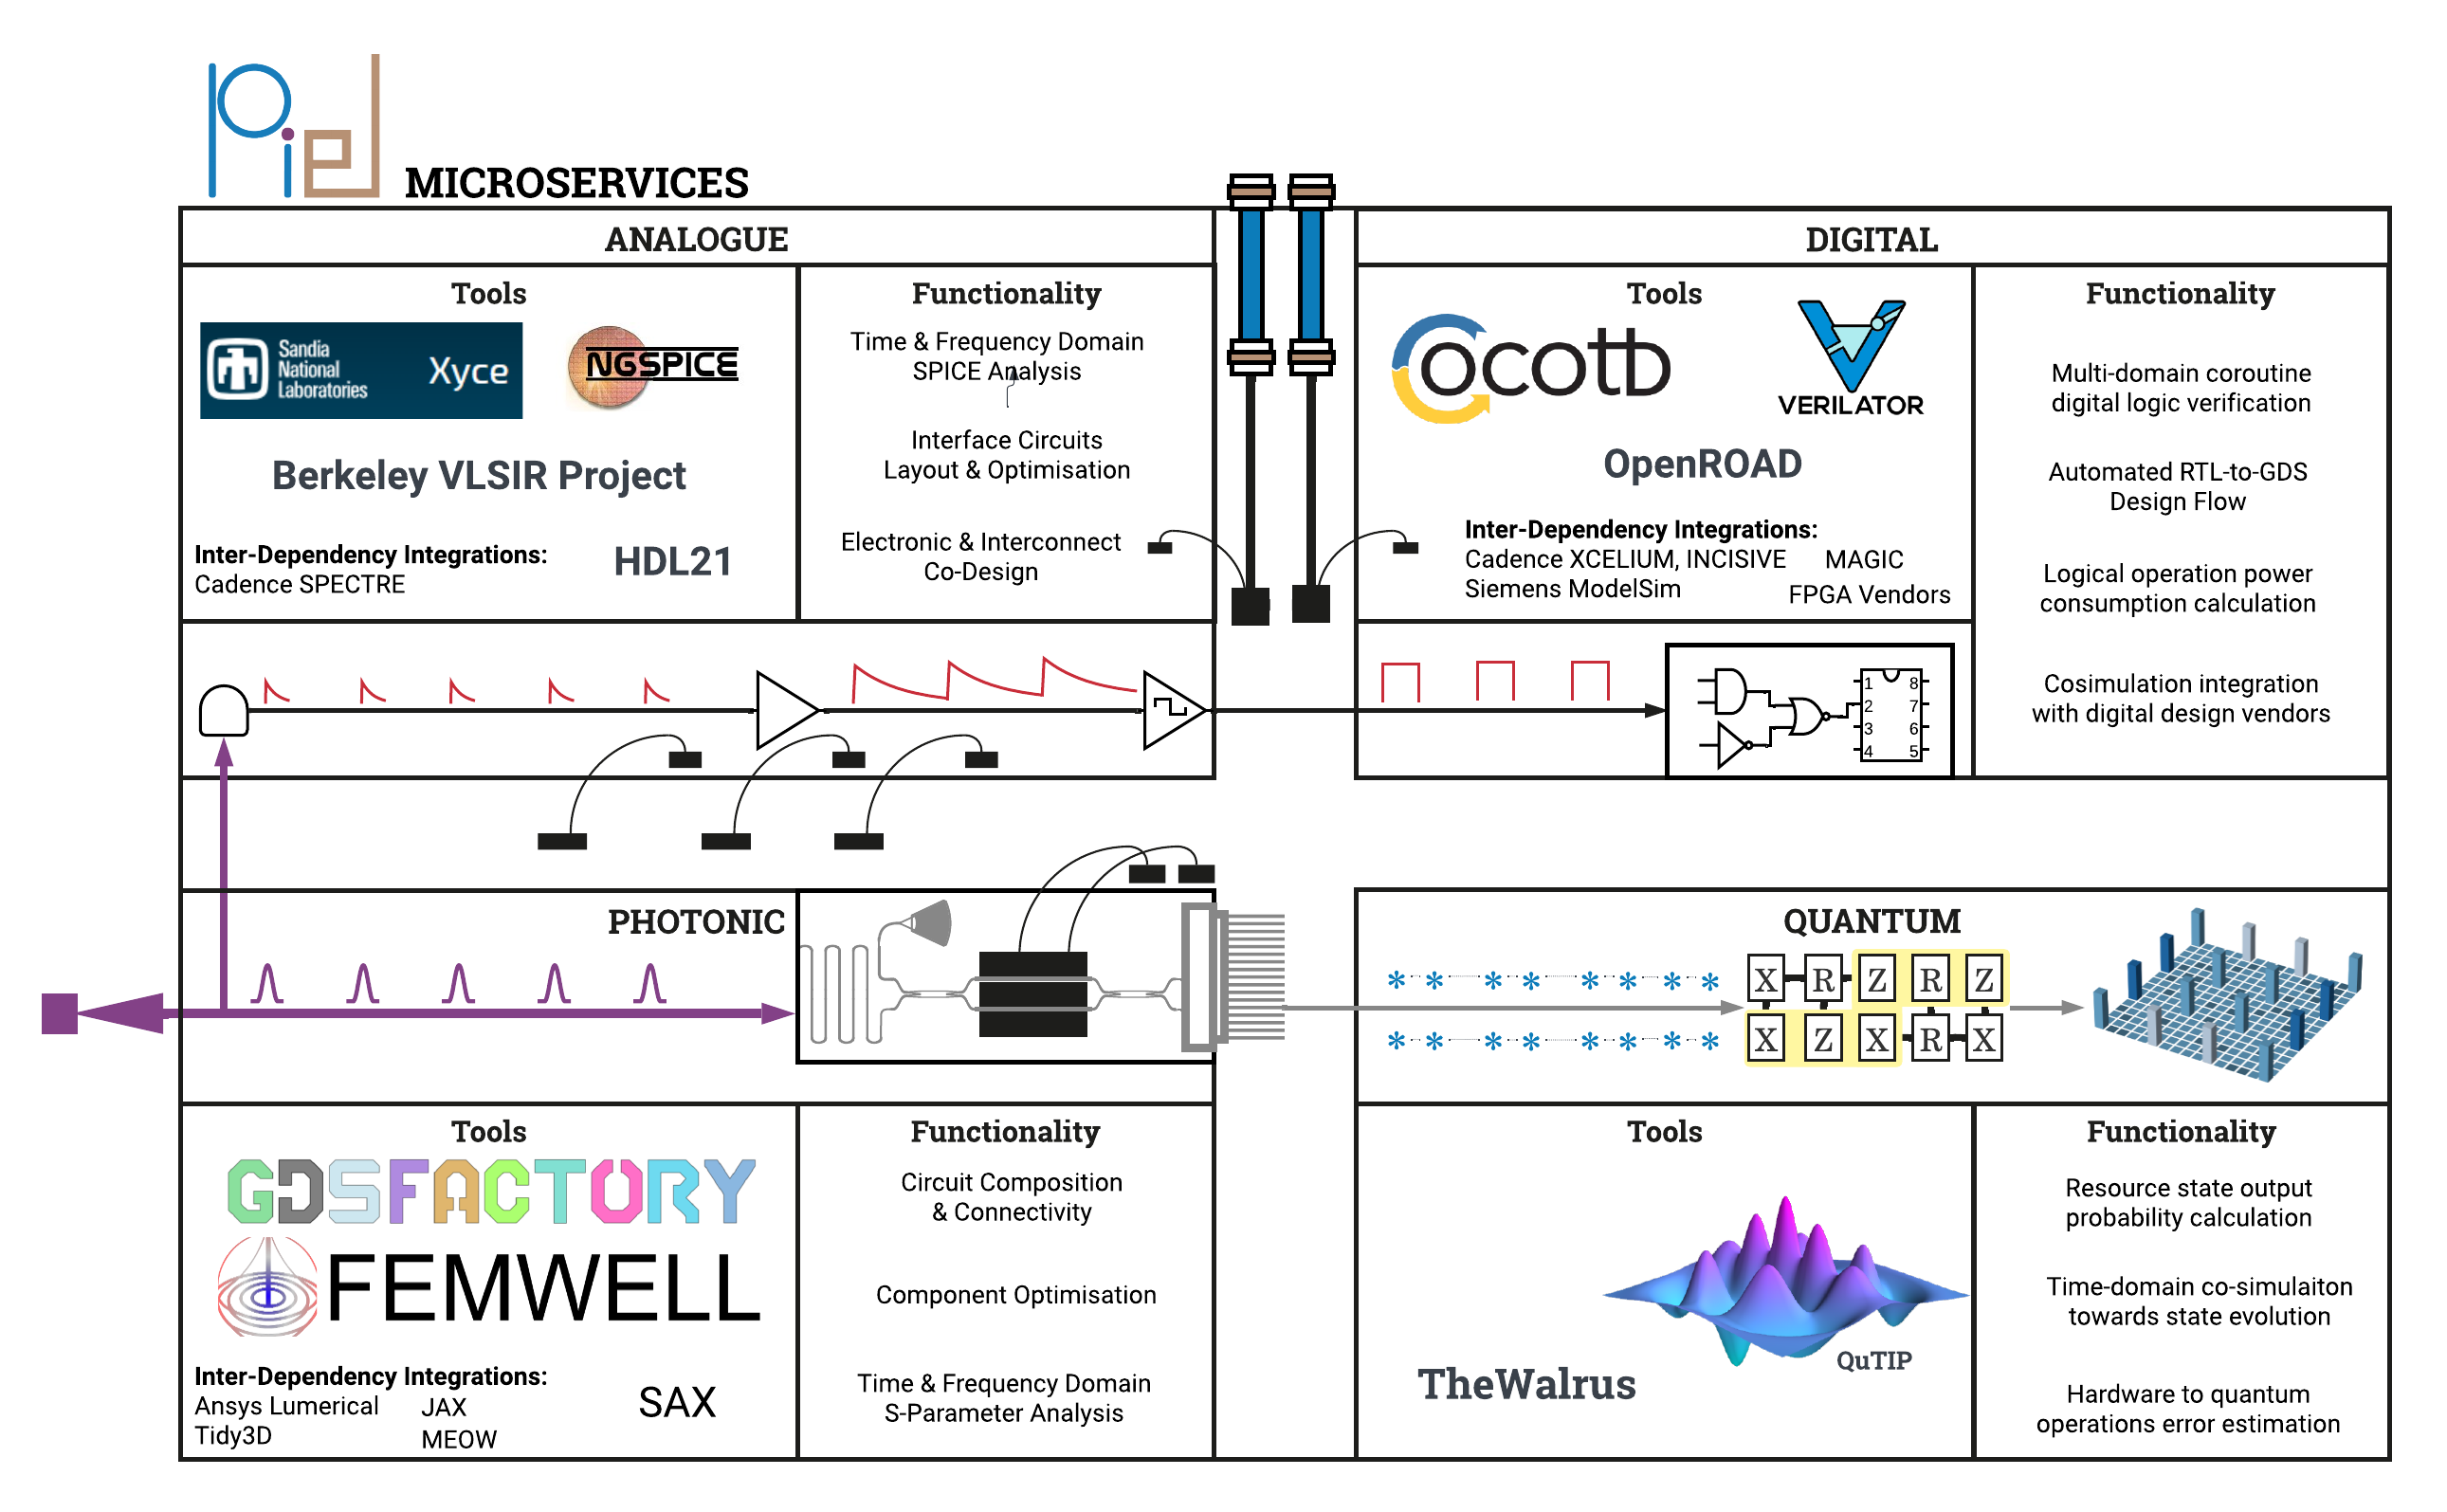 piel
MICROSERVICES
ANALOGUE
Tools
Sandia
National
Laboratories
Xyce
NGSPICE
Berkeley VLSIR Project
Inter-Dependency Integrations:
Cadence SPECTRE
HDL21
Functionality
Time & Frequency Domain
SPICE Analysis
Interface Circuits
Layout & Optimisation
Electronic & Interconnect
Co-Design
DIGITAL
Tools
cocotb
VERILATOR
OpenROAD
Inter-Dependency Integrations:
Cadence XCELIUM, INCISIVE
MAGIC
Siemens ModelSim
FPGA Vendors
Functionality
Multi-domain coroutine
digital logic verification
Automated RTL-to-GDS
Design Flow
Logical operation power
consumption calculation
Cosimulation integration
with digital design vendors
1 8
2 7
3 6
4 5
PHOTONIC
Tools
GDSFACTORY
FEMWELL
Inter-Dependency Integrations:
Ansys Lumerical
JAX
Tidy3D
MEOW
SAX
Functionality
Circuit Composition
& Connectivity
Component Optimisation
Time & Frequency Domain
S-Parameter Analysis
QUANTUM
X R Z R Z
X Z X R X
Tools
TheWalrus
QuTIP
Functionality
Resource state output
probability calculation
Time-domain co-simulaiton
towards state evolution
Hardware to quantum
operations error estimation